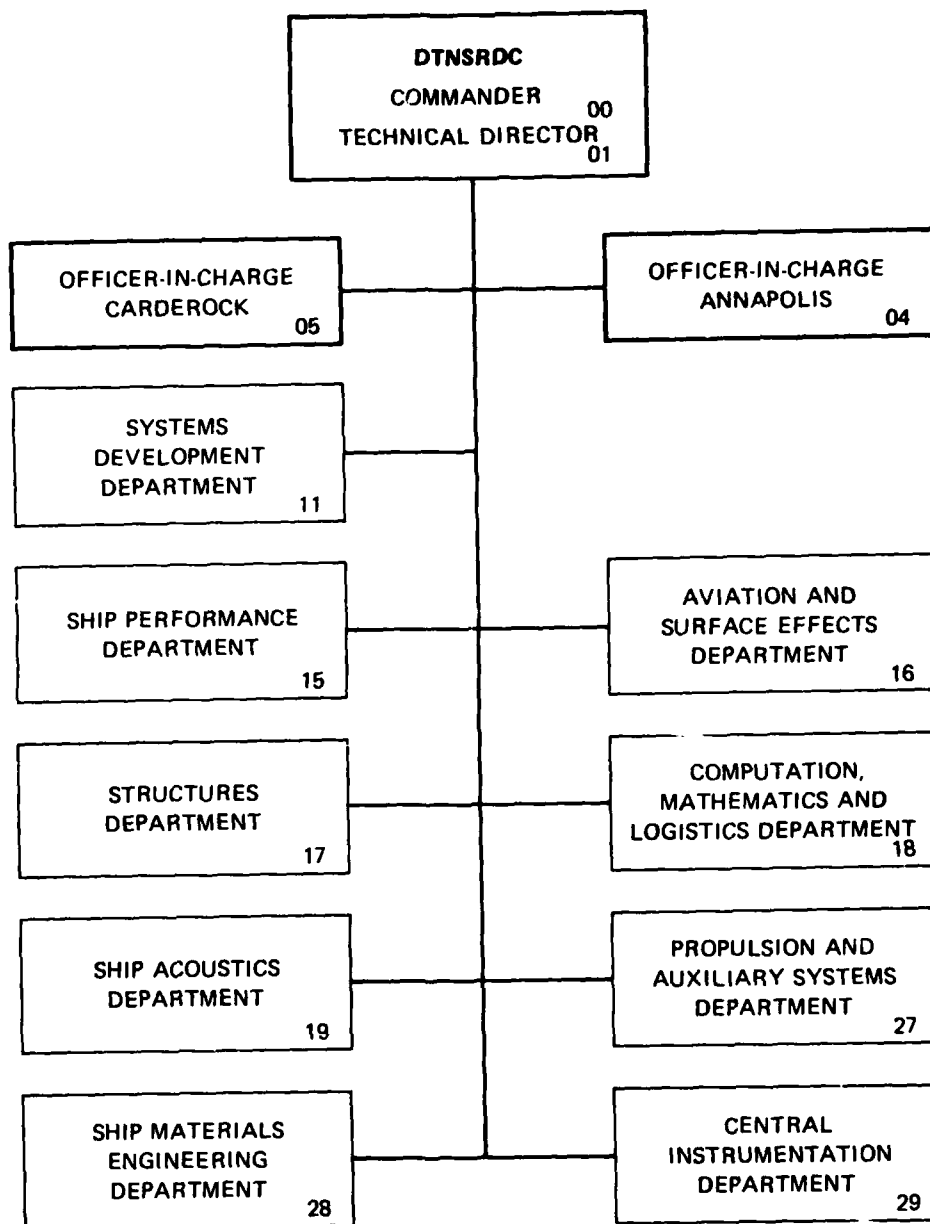 DTNSRDC
COMMANDER
00
TECHNICAL DIRECTOR
01
OFFICER-IN-CHARGE
CARDEROCK
05
OFFICER-IN-CHARGE
ANNAPOLIS
04
SYSTEMS
DEVELOPMENT
DEPARTMENT
11
SHIP PERFORMANCE
DEPARTMENT
15
AVIATION AND
SURFACE EFFECTS
DEPARTMENT
16
STRUCTURES
DEPARTMENT
17
COMPUTATION,
MATHEMATICS AND
LOGISTICS DEPARTMENT
18
SHIP ACOUSTICS
DEPARTMENT
19
PROPULSION AND
AUXILIARY SYSTEMS
DEPARTMENT
27
SHIP MATERIALS
ENGINEERING
DEPARTMENT
28
CENTRAL
INSTRUMENTATION
DEPARTMENT
29